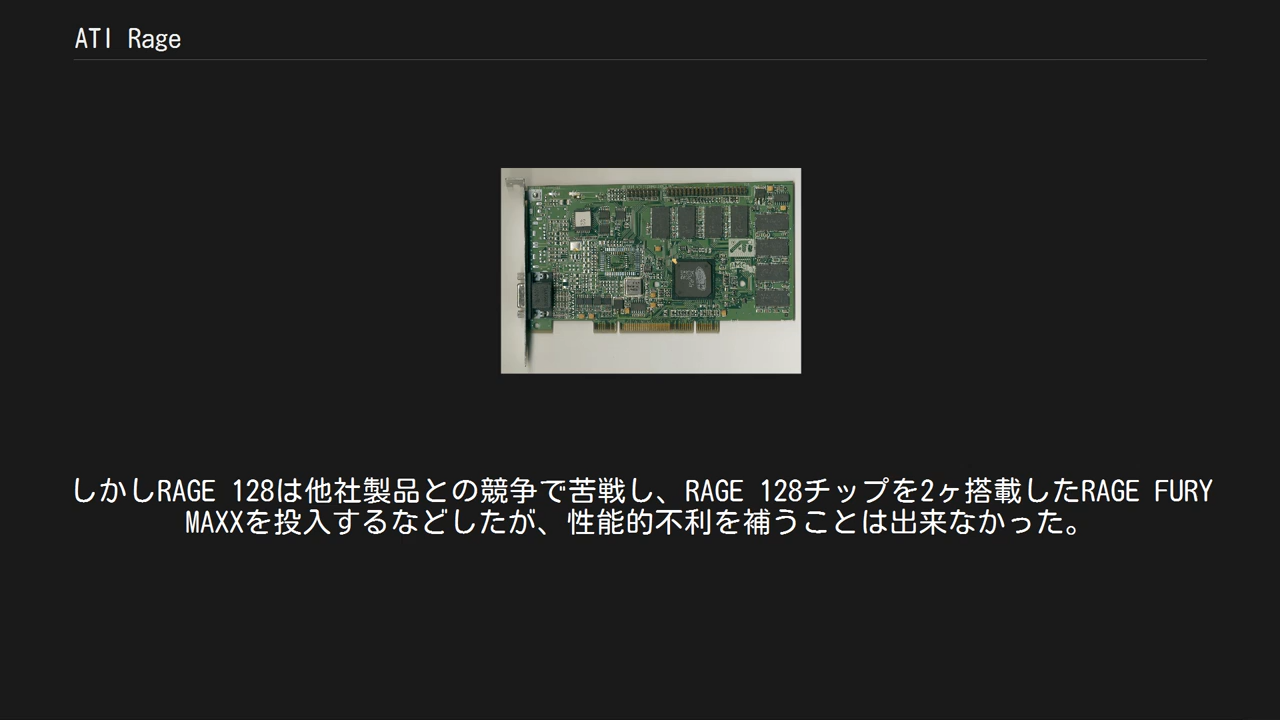 ATI Rage
しかしRAGE 128は他社製品との競争で苦戦し、RAGE 128チップを2ヶ搭載したRAGE FURY
MAXXを投入するなどしたが、性能的不利を補うことは出来なかった。